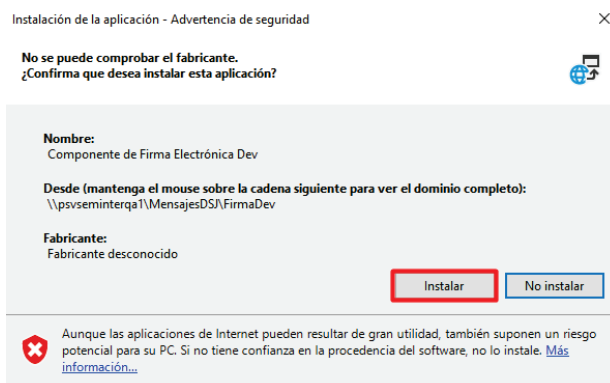 Instalación de la aplicación - Advertencia de seguridad
No se puede comprobar el fabricante.
¿Confirma que desea instalar esta aplicación?
Nombre:
Componente de Firma Electrónica Dev
Desde (mantenga el mouse sobre la cadena siguiente para ver el dominio completo):
\\psvseminterqa1\MensajesDSJ\FirmaDev
Fabricante:
Fabricante desconocido
Instalar
No instalar
Aunque las aplicaciones de Internet pueden resultar de gran utilidad, también suponen un riesgo
potencial para su PC. Si no tiene confianza en la procedencia del software, no lo instale. Más
información...